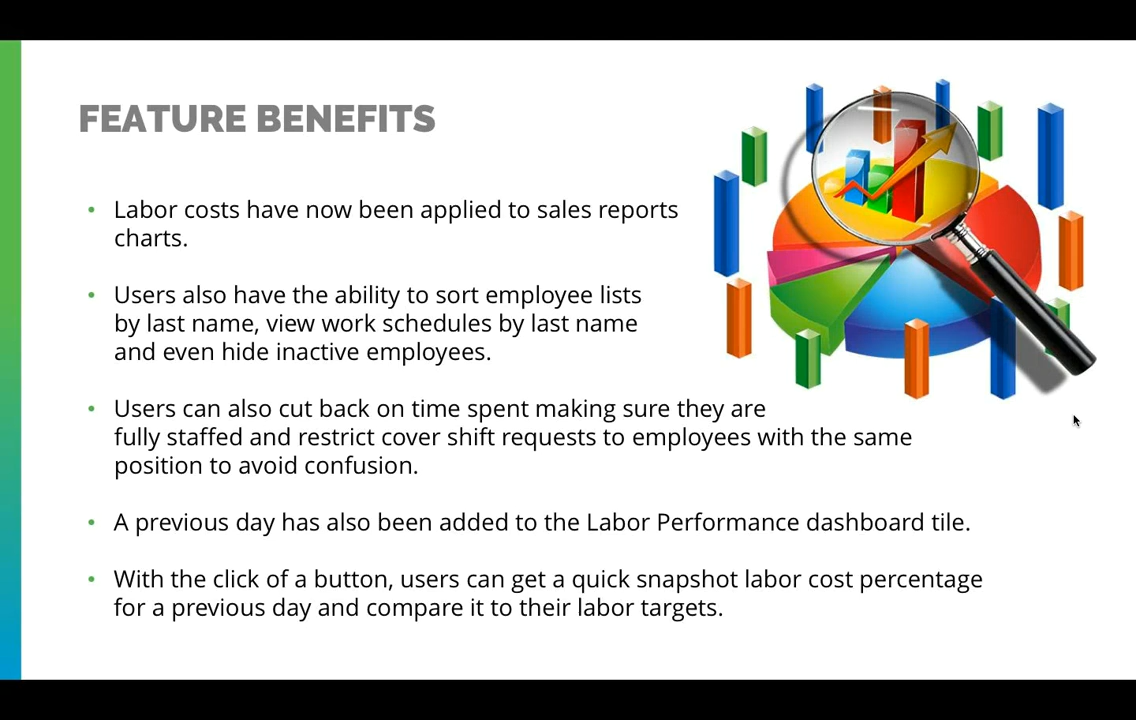 FEATURE BENEFITS
• Labor costs have now been applied to sales reports
charts.
• Users also have the ability to sort employee lists
by last name, view work schedules by last name
and even hide inactive employees.
• Users can also cut back on time spent making sure they are
fully staffed and restrict cover shift requests to employees with the same
position to avoid confusion.
• A previous day has also been added to the Labor Performance dashboard tile.
• With the click of a button, users can get a quick snapshot labor cost percentage
for a previous day and compare it to their labor targets.